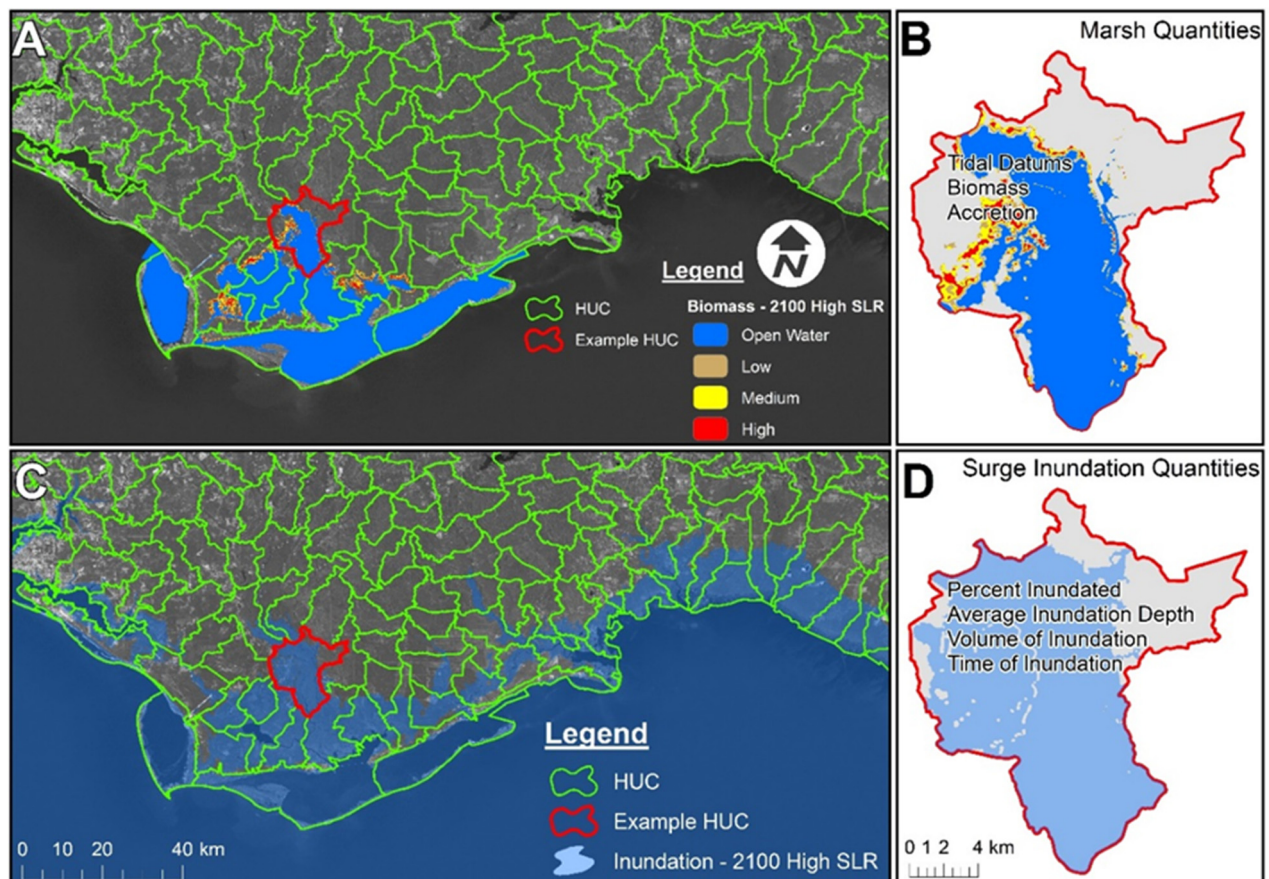 A
Legend
HUC
Example HUC
N
Biomass - 2100 High SLR
Open Water
Low
Medium
High
B
Marsh Quantities
Tidal Datums
Biomass
Accretion
C
Legend
HUC
Example HUC
Inundation - 2100 High SLR
0 10 20 40 km
D
Surge Inundation Quantities
Percent Inundated
Average Inundation Depth
Volume of Inundation
Time of Inundation
0 1 2 4 km